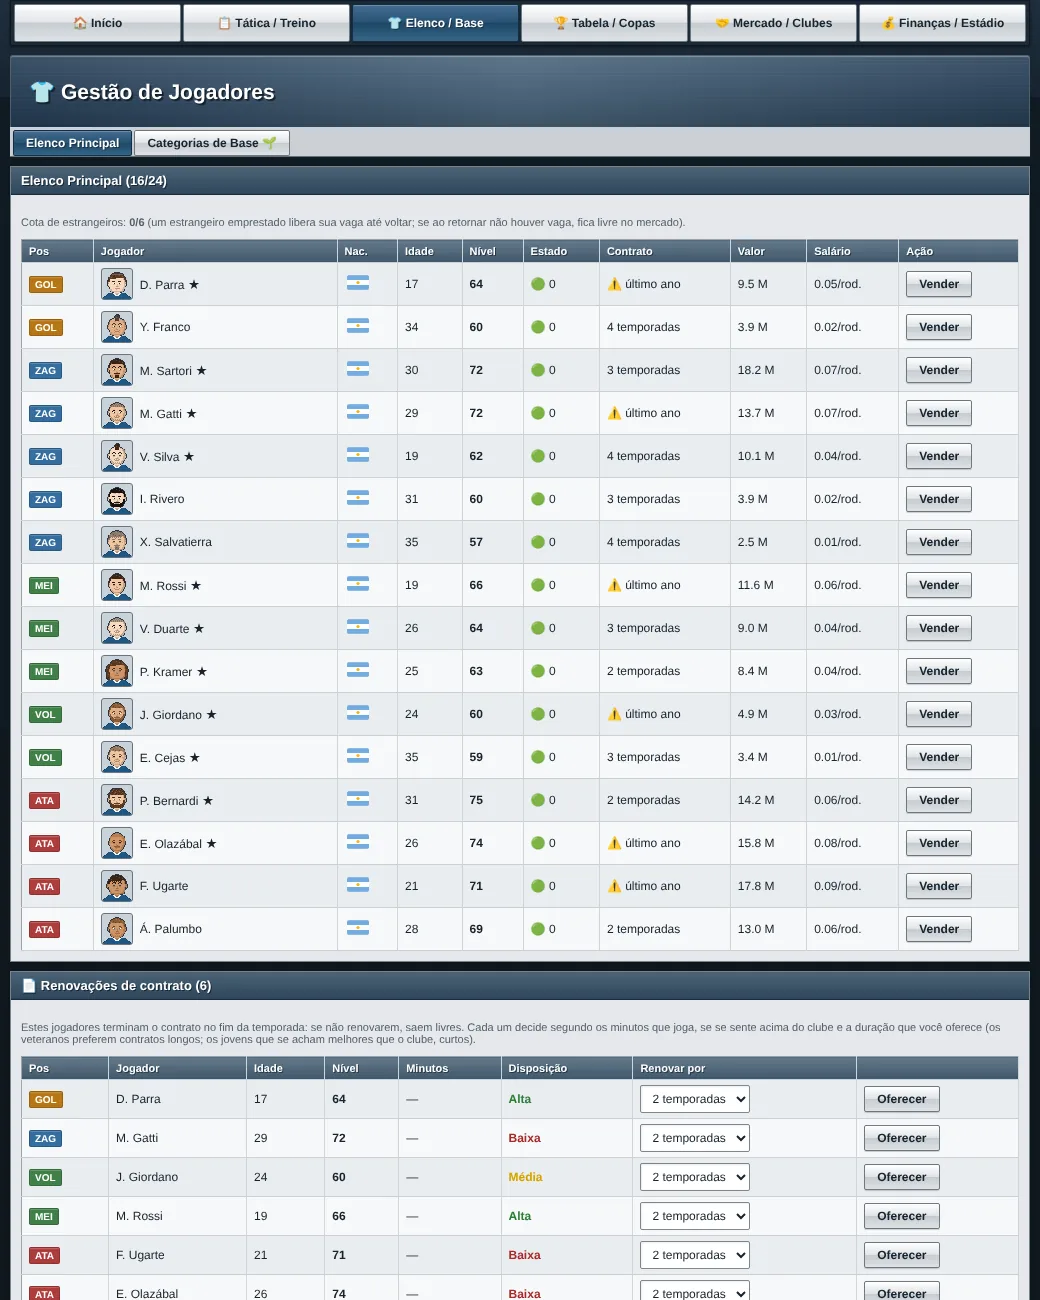 🏠 Início 📋 Tática / Treino 👕 Elenco / Base 🏆 Tabela / Copas 🤝 Mercado / Clubes 💰 Finanças / Estádio
👕 Gestão de Jogadores
Elenco Principal Categorias de Base 🌱
Elenco Principal (16/24)
Cota de estrangeiros: 0/6 (um estrangeiro emprestado libera sua vaga até voltar; se ao retornar não houver vaga, fica livre no mercado).
Pos Jogador Nac. Idade Nível Estado Contrato Valor Salário Ação
GOL D. Parra ★ 17 64 0 ⚠️ último ano 9.5 M 0.05/rod. Vender
GOL Y. Franco 34 60 0 4 temporadas 3.9 M 0.02/rod. Vender
ZAG M. Sartori ★ 30 72 0 3 temporadas 18.2 M 0.07/rod. Vender
ZAG M. Gatti ★ 29 72 0 ⚠️ último ano 13.7 M 0.07/rod. Vender
ZAG V. Silva ★ 19 62 0 4 temporadas 10.1 M 0.04/rod. Vender
ZAG I. Rivero 31 60 0 3 temporadas 3.9 M 0.02/rod. Vender
ZAG X. Salvatierra 35 57 0 4 temporadas 2.5 M 0.01/rod. Vender
MEI M. Rossi ★ 19 66 0 ⚠️ último ano 11.6 M 0.06/rod. Vender
MEI V. Duarte ★ 26 64 0 3 temporadas 9.0 M 0.04/rod. Vender
MEI P. Kramer ★ 25 63 0 2 temporadas 8.4 M 0.04/rod. Vender
VOL J. Giordano ★ 24 60 0 ⚠️ último ano 4.9 M 0.03/rod. Vender
VOL E. Cejas ★ 35 59 0 3 temporadas 3.4 M 0.01/rod. Vender
ATA P. Bernardi ★ 31 75 0 2 temporadas 14.2 M 0.06/rod. Vender
ATA E. Olazábal ★ 26 74 0 ⚠️ último ano 15.8 M 0.08/rod. Vender
ATA F. Ugarte 21 71 0 ⚠️ último ano 17.8 M 0.09/rod. Vender
ATA Á. Palumbo 28 69 0 2 temporadas 13.0 M 0.06/rod. Vender
📄 Renovações de contrato (6)
Estes jogadores terminam o contrato no fim da temporada: se não renovarem, saem livres. Cada um decide segundo os minutos que joga, se se sente acima do clube e a duração que você oferece (os
veteranos preferem contratos longos; os jovens que se acham melhores que o clube, curtos).
Pos Jogador Idade Nível Minutos Disposição Renovar por
GOL D. Parra 17 64 — Alta 2 temporadas Oferecer
ZAG M. Gatti 29 72 — Baixa 2 temporadas Oferecer
VOL J. Giordano 24 60 — Média 2 temporadas Oferecer
MEI M. Rossi 19 66 — Alta 2 temporadas Oferecer
ATA F. Ugarte 21 71 — Baixa 2 temporadas Oferecer
ATA E. Olazábal 26 74 — Baixa 2 temporadas Oferecer